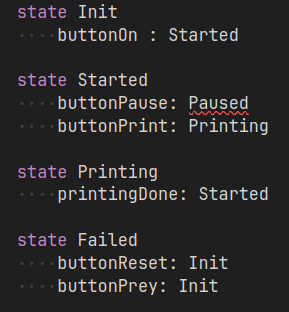 state Init
    buttonOn : Started

state Started
    buttonPause: Paused
    buttonPrint: Printing

state Printing
    printingDone: Started

state Failed
    buttonReset: Init
    buttonPrey: Init